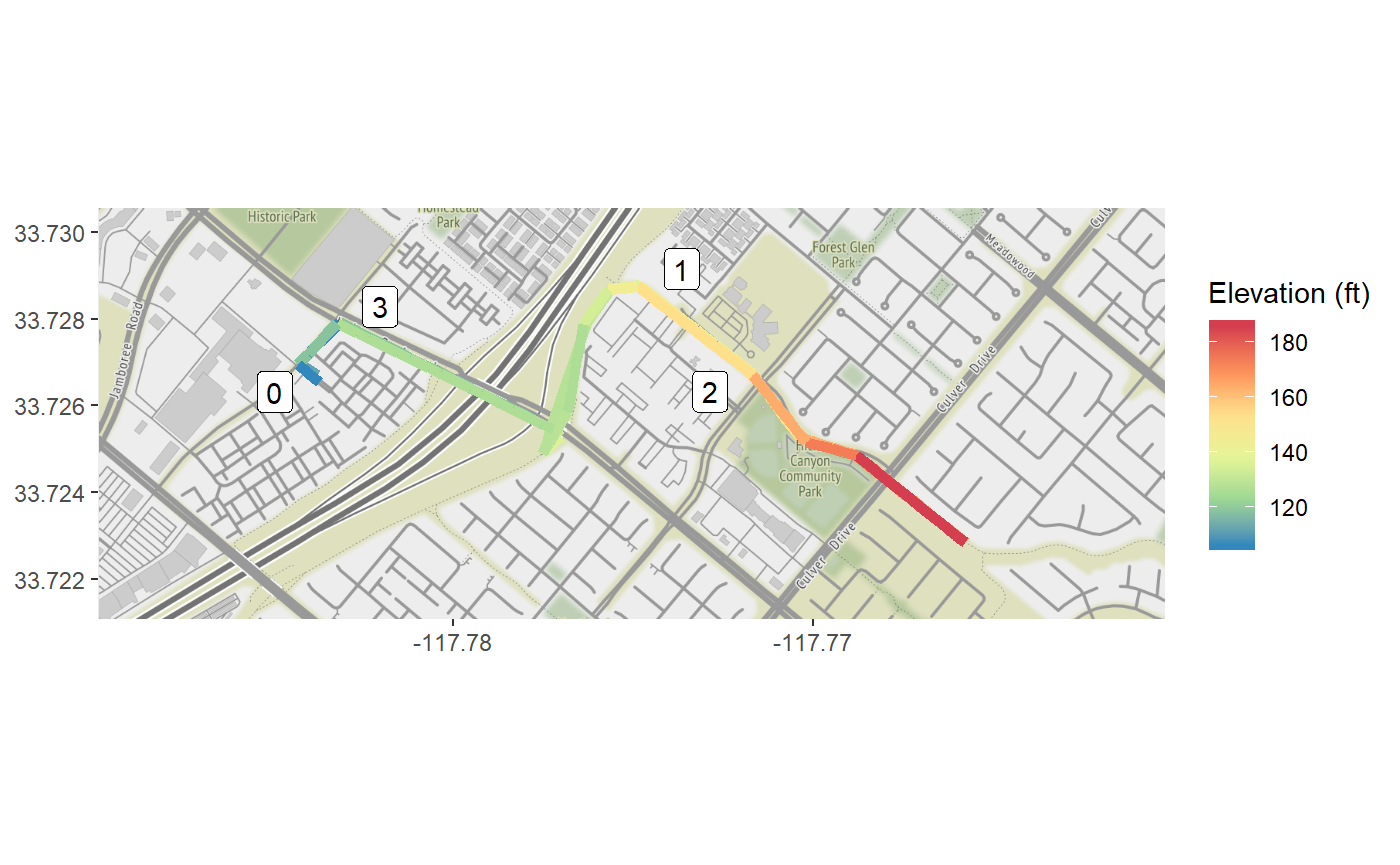 33.730
33.728
33.726
33.724
33.722
-117.78
-117.77
Historic Park
Homestead
Park
Forest Glen
Park
Meadowood
Jamboree Road
Culver Drive
Canyon
Community
Park
Culver Drive
0
1
2
3
Elevation (ft)
180
160
140
120